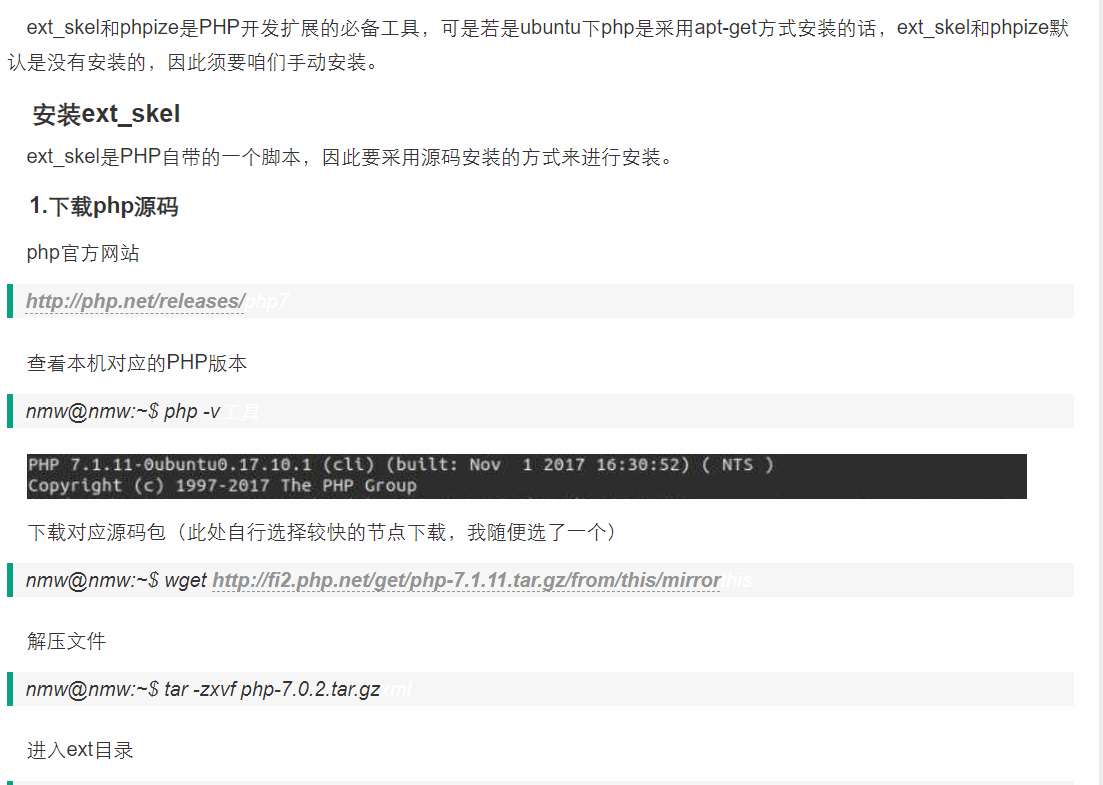 ext_skel和phpize是PHP开发扩展的必备工具，可是若是ubuntu下php是采用apt-get方式安装的话，ext_skel和phpize默
认是没有安装的，因此须要咱们手动安装。
安装ext_skel
ext_skel是PHP自带的一个脚本，因此要采用源码安装的方式来进行安装。
1.下载php源码
php官方网站
http://php.net/releases/php7
查看本机对应的PHP版本
nmw@nmw:~$ php -v工具
PHP 7.1.11-0ubuntu0.17.10.1 (cli) (built: Nov  1 2017 16:30:52) ( NTS )
Copyright (c) 1997-2017 The PHP Group
下载对应源码包（此处自行选择较快的节点下载，我随便选了一个）
nmw@nmw:~$ wget http://fi2.php.net/get/php-7.1.11.tar.gz/from/this/mirrorthis
解压文件
nmw@nmw:~$ tar -zxvf php-7.0.2.tar.gzxml
进入ext目录